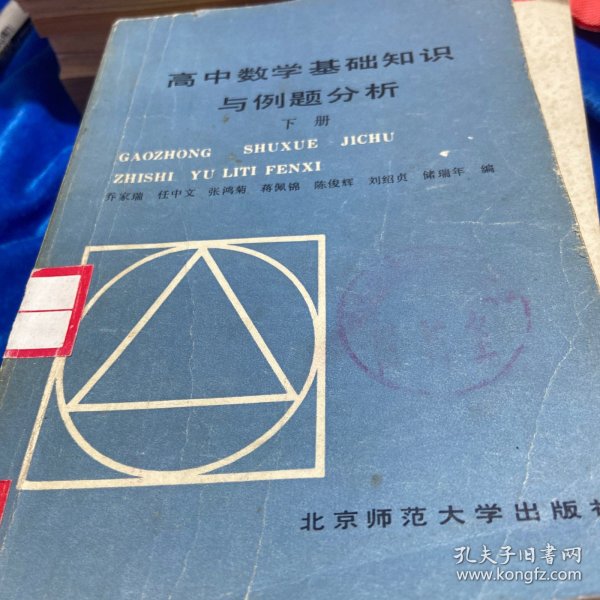 高中数学基础知识
与例题分析
下册
GAOZHONG SHUXUE JICHU
ZHISHI YU LITI FENXI
乔家瑞 任中文 张鸿菊 蒋佩锦 陈俊辉 刘绍贞 储瑞年 编
北京师范大学出版社
孔夫子旧书网
www.kongfz.com